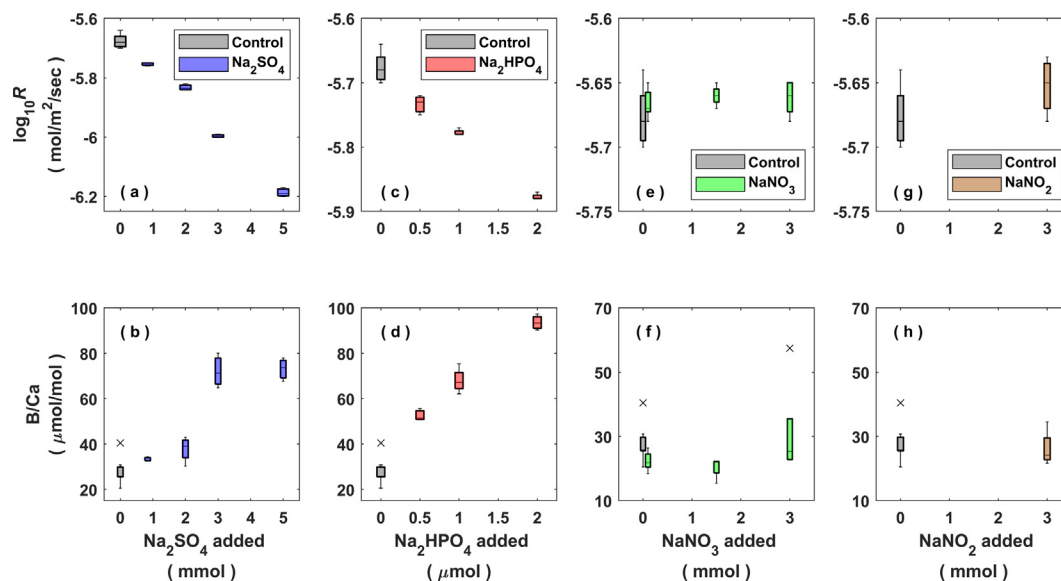 log10R
( mol/m2/sec)
-5.6
-5.8
-6
-6.2
0 1 2 3 4 5
Control
Na2SO4
( a )
-5.6
-5.7
-5.8
-5.9
0 0.5 1 1.5 2
Control
Na2HPO4
( c )
-5.6
-5.65
-5.7
-5.75
0 1 2 3
Control
NaNO3
( e )
-5.6
-5.65
-5.7
-5.75
0 1 2 3
Control
NaNO2
( g )
B/Ca
( μmol/mol)
100
80
60
40
20
( b )
0 1 2 3 4 5
Na2SO4 added
( mmol)
100
80
60
40
20
( d )
0 0.5 1 1.5 2
Na2HPO4 added
( μmol)
70
50
30
10
( f )
0 1 2 3
NaNO3 added
( mmol)
70
50
30
10
( h )
0 1 2 3
NaNO2 added
( mmol)